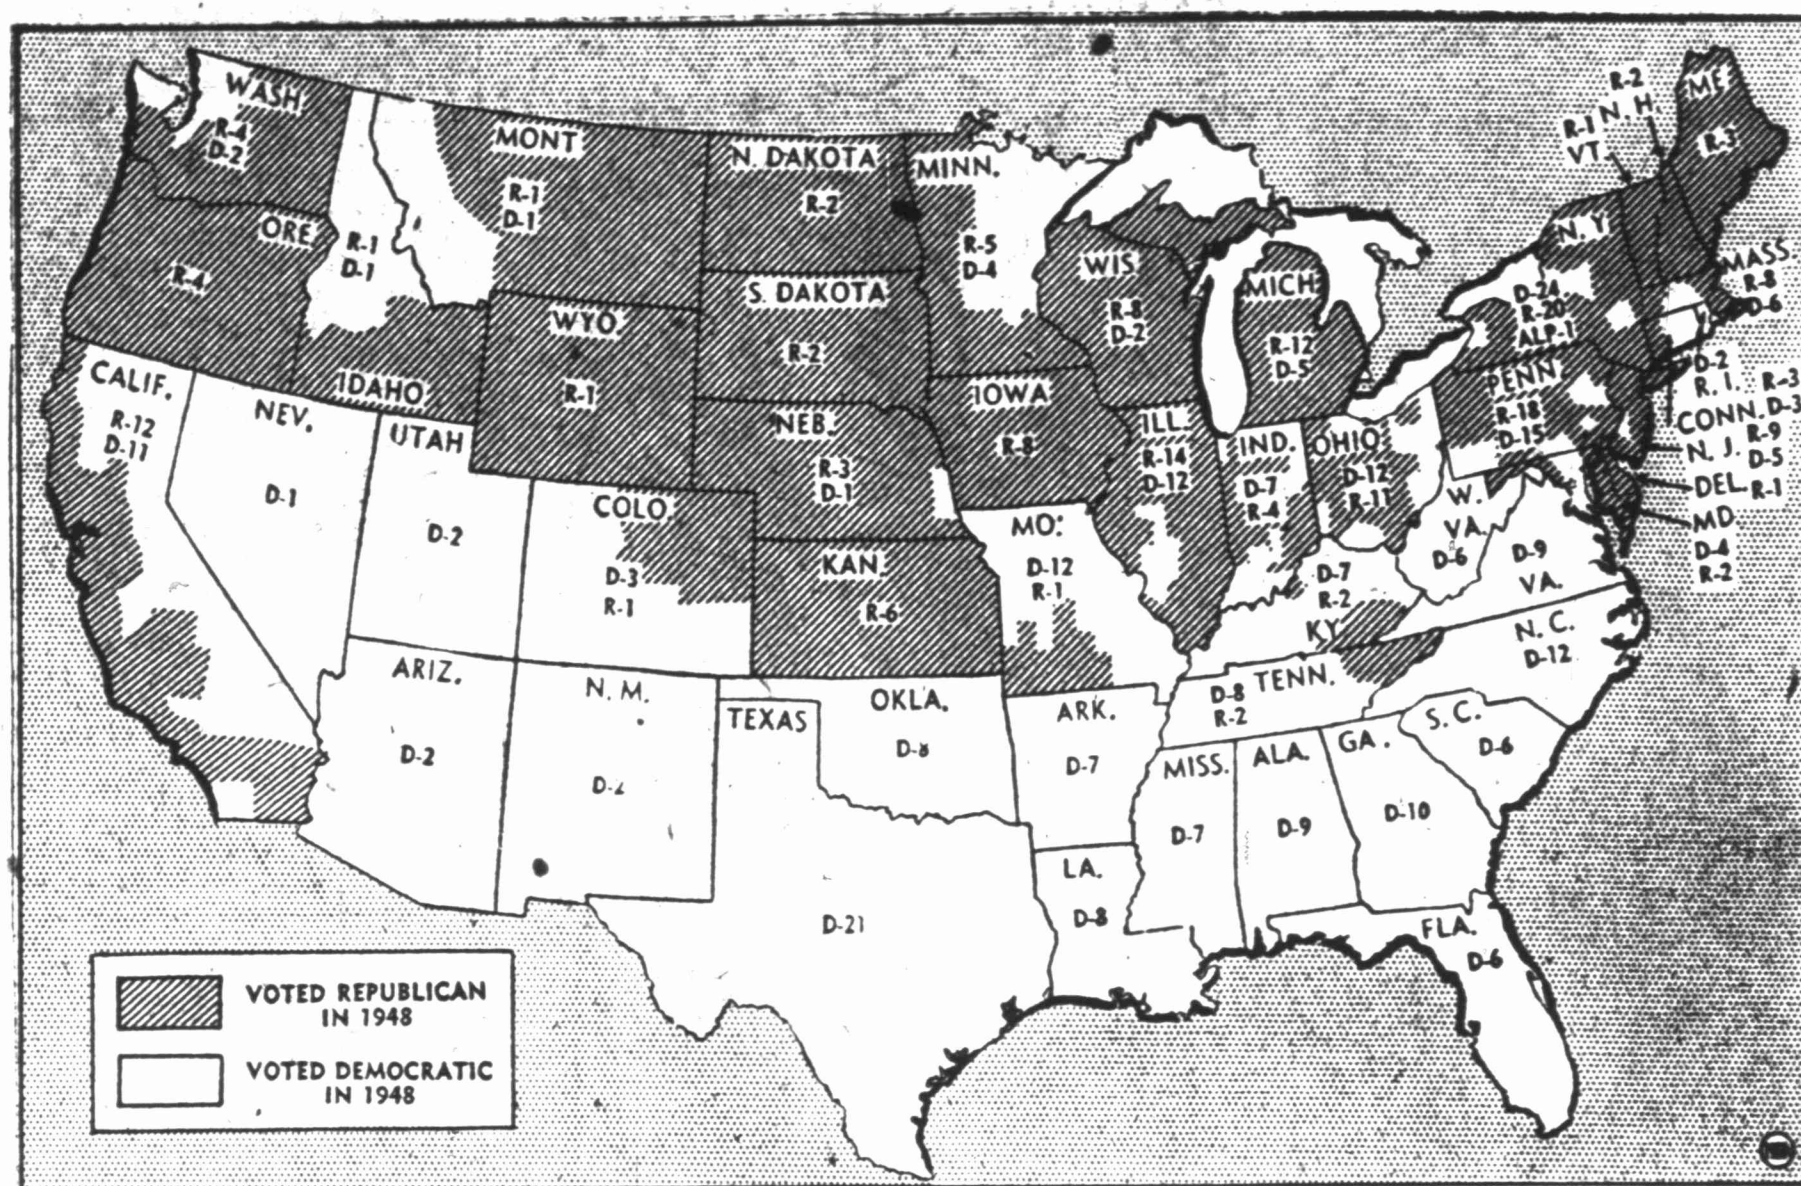 WASH
R-4
D-2
MONT
R-1
D-1
N. DAKOTA
R-2
MINN.
R-5
D-4
ORE.
R-4
R-1
D-1
IDAHO
WYO.
R-1
S. DAKOTA
R-2
WIS.
R-8
D-2
MICH
R-12
D-5
R-2
N. H.
R-1
VT.
ME
R-3
N. Y
D-24
R-20
ALP-1
MASS.
R-8
D-6
D-2
R. I.
R-3
CONN. D-3
N. J. R-9
D-5
DEL. R-1
MD
D-4
R-2
PENN
R-18
D-15
CALIF.
R-12
D-11
NEV.
D-1
UTAH
D-2
COLO.
D-3
R-1
NEB.
R-3
D-1
IOWA
R-8
ILL.
R-14
D-12
IND.
D-7
R-4
OHIO
D-12
R-11
W.
VA.
D-6
D-9
VA.
KAN.
R-6
MO.
D-12
R-1
D-7
R-2
KY.
N. C.
D-12
D-8 TENN.
R-2
ARIZ.
D-2
N. M.
TEXAS
D-21
OKLA.
ARK.
D-7
MISS.
D-7
ALA.
D-9
GA.
D-10
S. C.
D-6
LA.
D-8
FLA.
D-6
VOTED REPUBLICAN
IN 1948
VOTED DEMOCRATIC
IN 1948